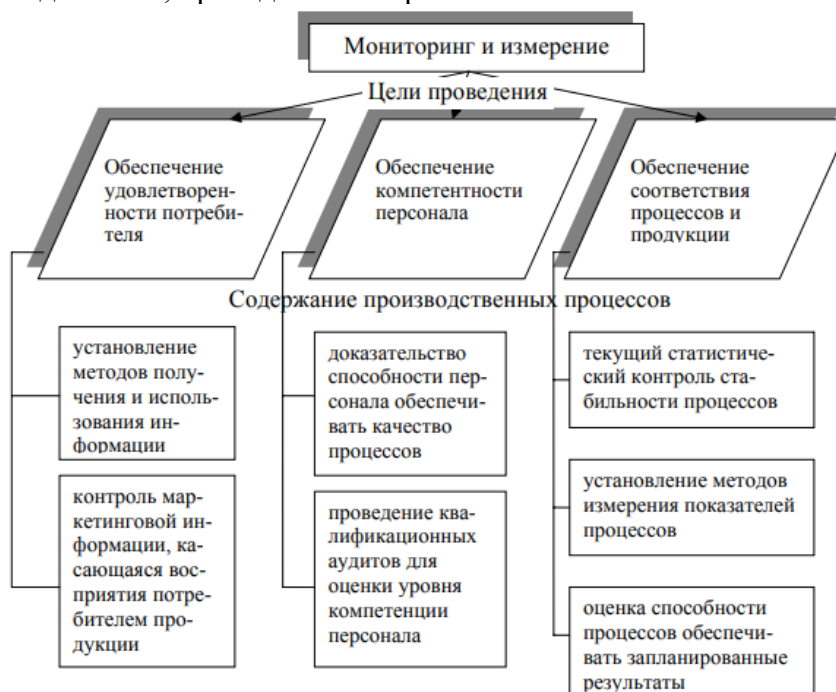 Мониторинг и измерение
Цели проведения
Обеспечение
удовлетворен-
ности потреби-
теля
Обеспечение
компетентности
персонала
Обеспечение
соответствия
процессов и
продукции
Содержание производственных процессов
установление
методов полу-
чения и исполь-
зования ин-
формации
контроль мар-
кетинговой ин-
формации, ка-
сающаяся вос-
приятия потре-
бителем про-
дукции
доказательство
способности пер-
сонала обеспечи-
вать качество
процессов
проведение ква-
лификационных
аудитов для
оценки уровня
компетенции
персонала
текущий статистиче-
ский контроль ста-
бильности процессов
установление методов
измерения показателей
процессов
оценка способности
процессов обеспечи-
вать запланированные
результаты